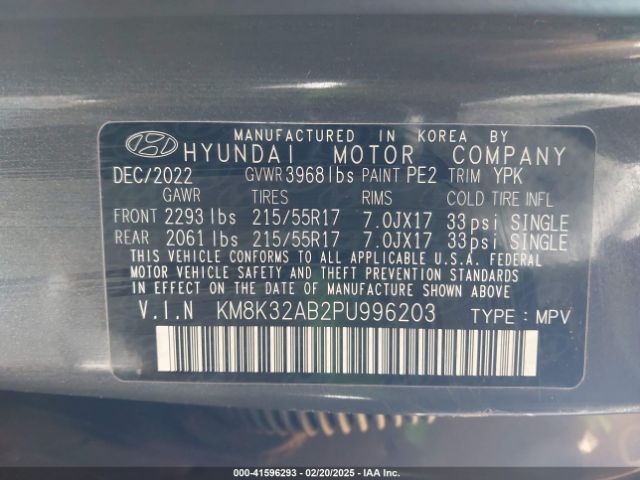 MANUFACTURED IN KOREA BY
HYUNDAI MOTOR COMPANY
DEC/2022 GVWR 3968 lbs PAINT PE2 TRIM YPK
GAWR TIRES RIMS COLD TIRE INFL
FRONT 2293 lbs 215/55R17 7.0JX17 33psi SINGLE
REAR 2061 lbs 215/55R17 7.0JX17 33psi SINGLE
THIS VEHICLE CONFORMS TO ALL APPLICABLE U.S.A. FEDERAL
MOTOR VEHICLE SAFETY BUMPER, AND THEFT PREVENTION STANDARDS
IN EFFECT ON THE DATE OF MANUFACTURE SHOWN ABOVE.
V.I.N KM8K32AB2PU996203 TYPE : MPV
000-41596293 - 02/20/2025 - IAAI.COM